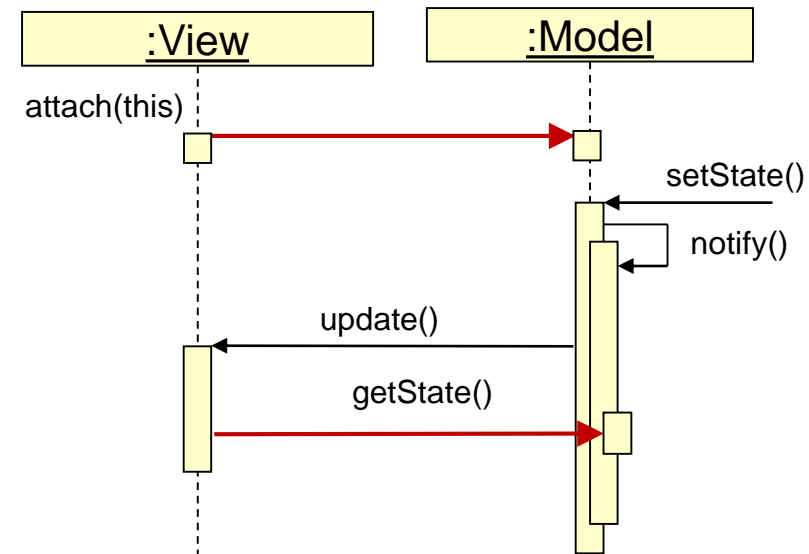 :View
:Model
attach(this)
setState()
notify()
update()
getState()